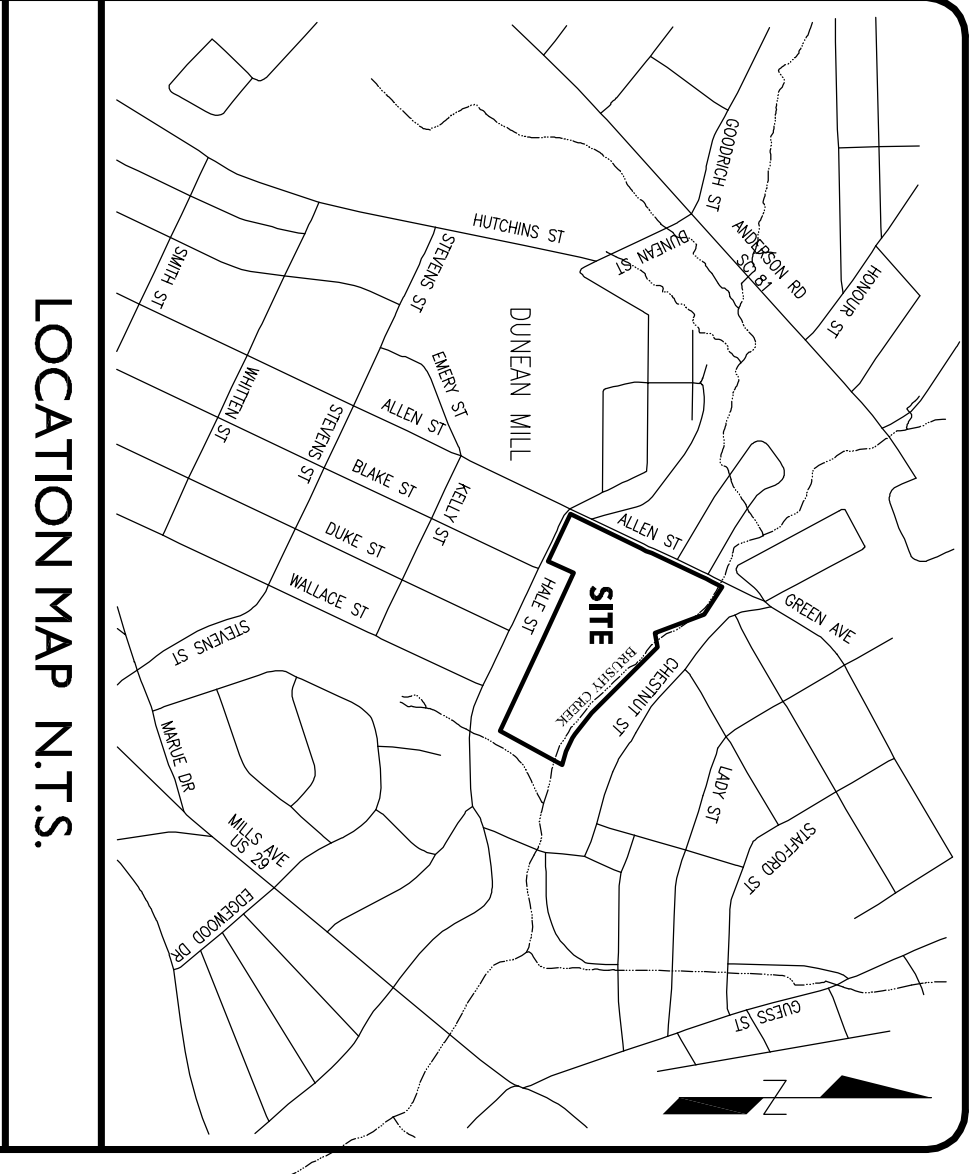 GOODRICH ST
ANDERSON RD
SC 81
HONOUR ST
HUTCHINS ST
DUNEAN ST
STEVENS ST
SMITH ST
DUNEAN MILL
EMERY ST
ALLEN ST
WHITTEN ST
STEVENS ST
BLAKE ST
KELLY ST
DUKE ST
WALLACE ST
STEVENS ST
ALLEN ST
HALE ST
SITE
BRUSHY CREEK
GREEN AVE
CHESTNUT ST
LADY ST
STAFFORD ST
MARUE DR
MILLS AVE
US 29
EDGEWOOD DR
GUESS ST
N
LOCATION MAP N.T.S.